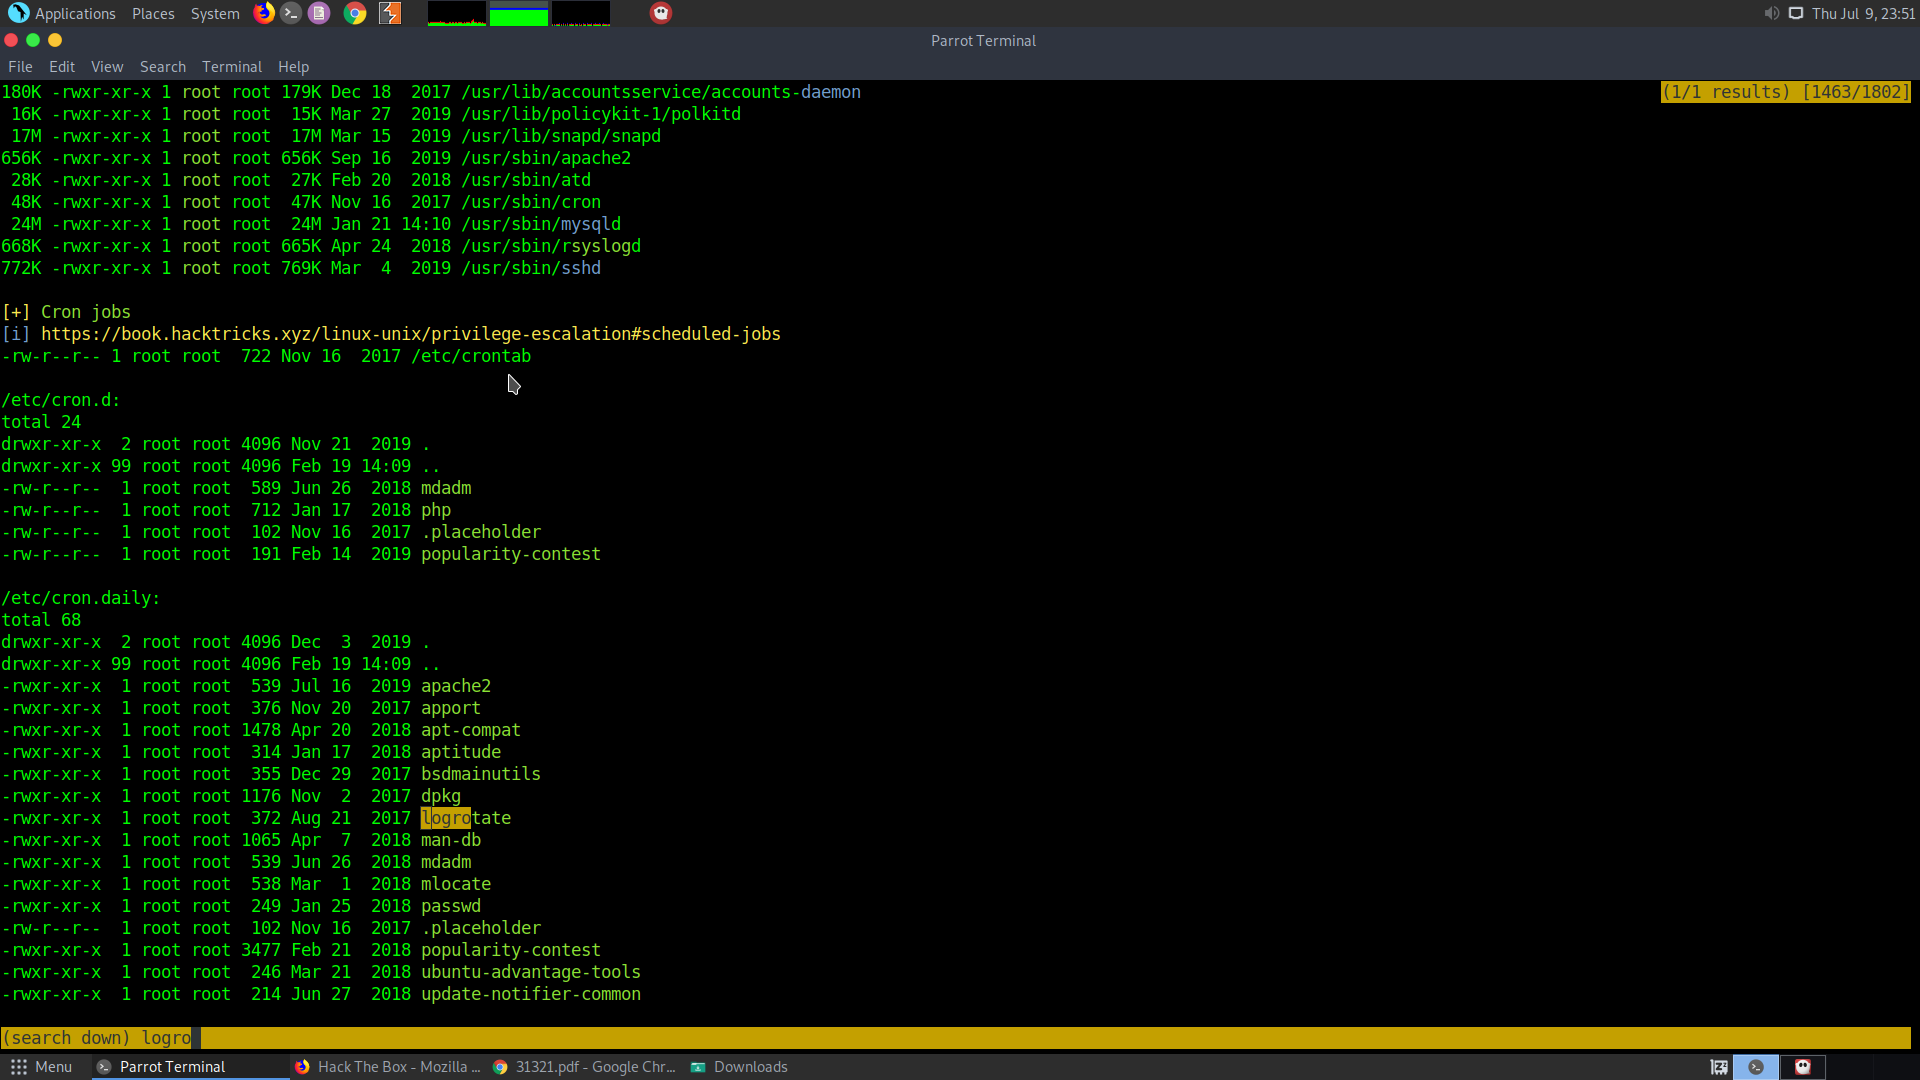 Applications Places System Thu Jul 9, 23:51
Parrot Terminal
File Edit View Search Terminal Help
180K -rwxr-xr-x 1 root root 179K Dec 18  2017 /usr/lib/accountsservice/accounts-daemon (1/1 results) [1463/1802]
 16K -rwxr-xr-x 1 root root  15K Mar 27  2019 /usr/lib/policykit-1/polkitd
 17M -rwxr-xr-x 1 root root  17M Mar 15  2019 /usr/lib/snapd/snapd
656K -rwxr-xr-x 1 root root 656K Sep 16  2019 /usr/sbin/apache2
 28K -rwxr-xr-x 1 root root  27K Feb 20  2018 /usr/sbin/atd
 48K -rwxr-xr-x 1 root root  47K Nov 16  2017 /usr/sbin/cron
 24M -rwxr-xr-x 1 root root  24M Jan 21 14:10 /usr/sbin/mysqld
668K -rwxr-xr-x 1 root root 665K Apr 24  2018 /usr/sbin/rsyslogd
772K -rwxr-xr-x 1 root root 769K Mar  4  2019 /usr/sbin/sshd
[+] Cron jobs
[i] https://book.hacktricks.xyz/linux-unix/privilege-escalation#scheduled-jobs
-rw-r--r-- 1 root root  722 Nov 16  2017 /etc/crontab
/etc/cron.d:
total 24
drwxr-xr-x  2 root root 4096 Nov 21  2019 .
drwxr-xr-x 99 root root 4096 Feb 19 14:09 ..
-rw-r--r--  1 root root  589 Jun 26  2018 mdadm
-rw-r--r--  1 root root  712 Jan 17  2018 php
-rw-r--r--  1 root root  102 Nov 16  2017 .placeholder
-rw-r--r--  1 root root  191 Feb 14  2019 popularity-contest
/etc/cron.daily:
total 68
drwxr-xr-x  2 root root 4096 Dec  3  2019 .
drwxr-xr-x 99 root root 4096 Feb 19 14:09 ..
-rwxr-xr-x  1 root root  539 Jul 16  2019 apache2
-rwxr-xr-x  1 root root  376 Nov 20  2017 apport
-rwxr-xr-x  1 root root 1478 Apr 20  2018 apt-compat
-rwxr-xr-x  1 root root  314 Jan 17  2018 aptitude
-rwxr-xr-x  1 root root  355 Dec 29  2017 bsdmainutils
-rwxr-xr-x  1 root root 1176 Nov  2  2017 dpkg
-rwxr-xr-x  1 root root  372 Aug 21  2017 logrotate
-rwxr-xr-x  1 root root 1065 Apr  7  2018 man-db
-rwxr-xr-x  1 root root  539 Jun 26  2018 mdadm
-rwxr-xr-x  1 root root  538 Mar  1  2018 mlocate
-rwxr-xr-x  1 root root  249 Jan 25  2018 passwd
-rw-r--r--  1 root root  102 Nov 16  2017 .placeholder
-rwxr-xr-x  1 root root 3477 Feb 21  2018 popularity-contest
-rwxr-xr-x  1 root root  246 Mar 21  2018 ubuntu-advantage-tools
-rwxr-xr-x  1 root root  214 Jun 27  2018 update-notifier-common
(search down) logro
Menu Parrot Terminal Hack The Box - Mozilla ... 31321.pdf - Google Chr... Downloads